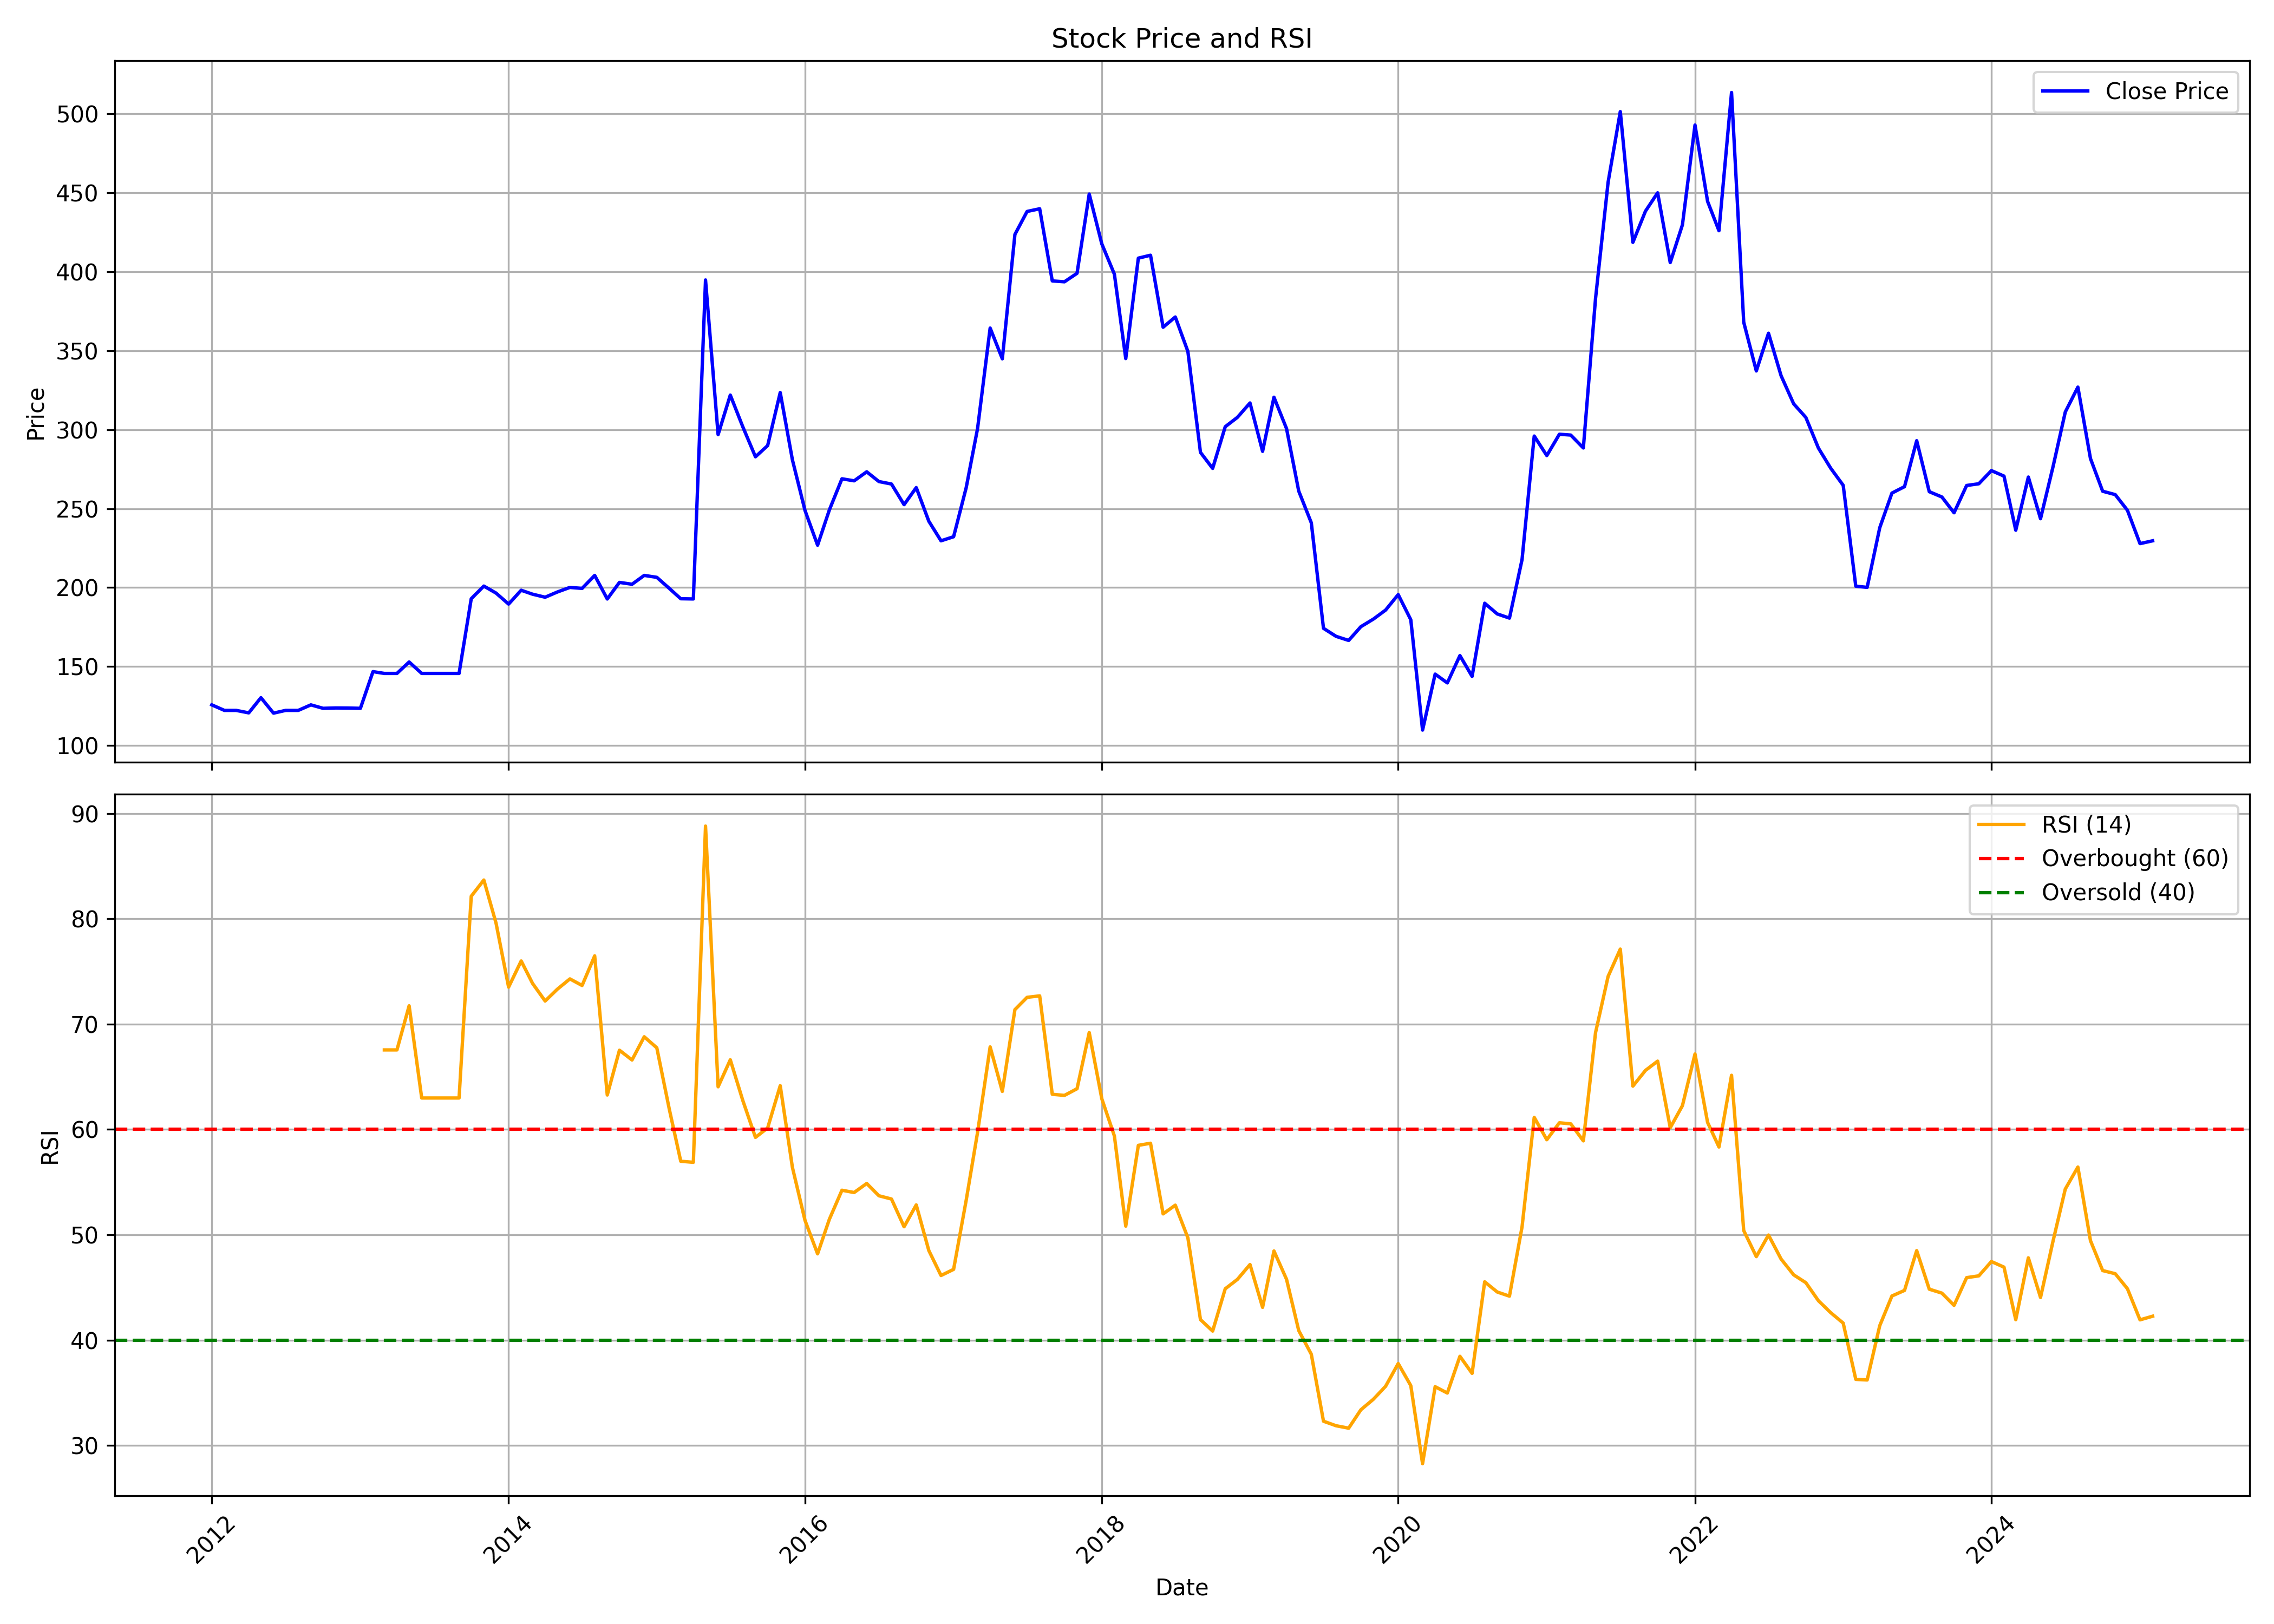 Stock Price and RSI
Close Price
500
450
400
350
300
250
200
150
100
Price
RSI (14)
Overbought (60)
Oversold (40)
90
80
70
60
50
40
30
RSI
2012
2014
2016
2018
2020
2022
2024
Date